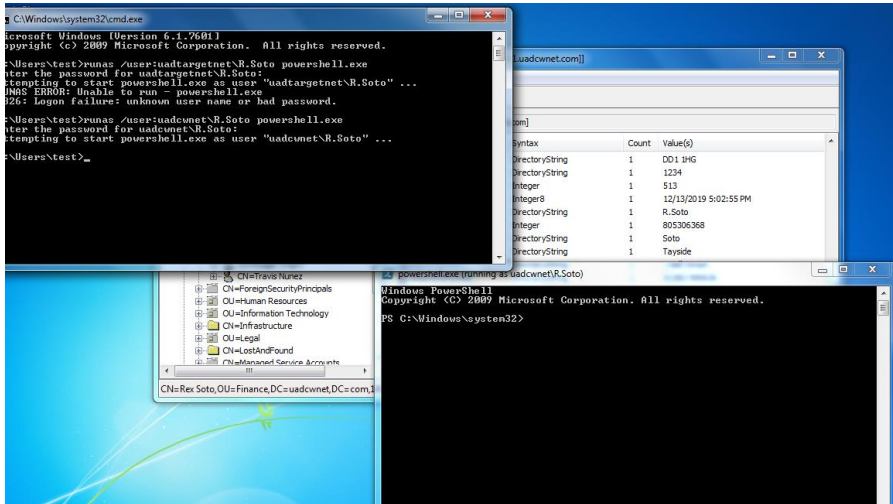 C:\Windows\system32\cmd.exe
icrosoft Windows [Version 6.1.7601]
opyright (c) 2009 Microsoft Corporation.  All rights reserved.
:\Users\test>runas /user:uadtargetnet\R.Soto powershell.exe
nter the password for uadtargetnet\R.Soto:
ttempting to start powershell.exe as user "uadtargetnet\R.Soto" ...
UNAS ERROR: Unable to run - powershell.exe
326: Logon failure: unknown user name or bad password.
:\Users\test>runas /user:uadcwnet\R.Soto powershell.exe
nter the password for uadcwnet\R.Soto:
ttempting to start powershell.exe as user "uadcwnet\R.Soto" ...
:\Users\test>_
.uadcwnet.com]]
com]
Syntax Count Value(s)
DirectoryString 1 DD1 1HG
DirectoryString 1 1234
Integer 1 513
Integer8 1 12/13/2019 5:02:55 PM
DirectoryString 1 R.Soto
Integer 1 805306368
DirectoryString 1 Soto
DirectoryString 1 Tayside
CN=Travis Nunez
CN=ForeignSecurityPrincipals
OU=Human Resources
OU=Information Technology
CN=Infrastructure
OU=Legal
CN=LostAndFound
CN=Managed Service Accounts
CN=Rex Soto,OU=Finance,DC=uadcwnet,DC=com,1
powershell.exe (running as uadcwnet\R.Soto)
Windows PowerShell
Copyright (C) 2009 Microsoft Corporation. All rights reserved.
PS C:\Windows\system32>